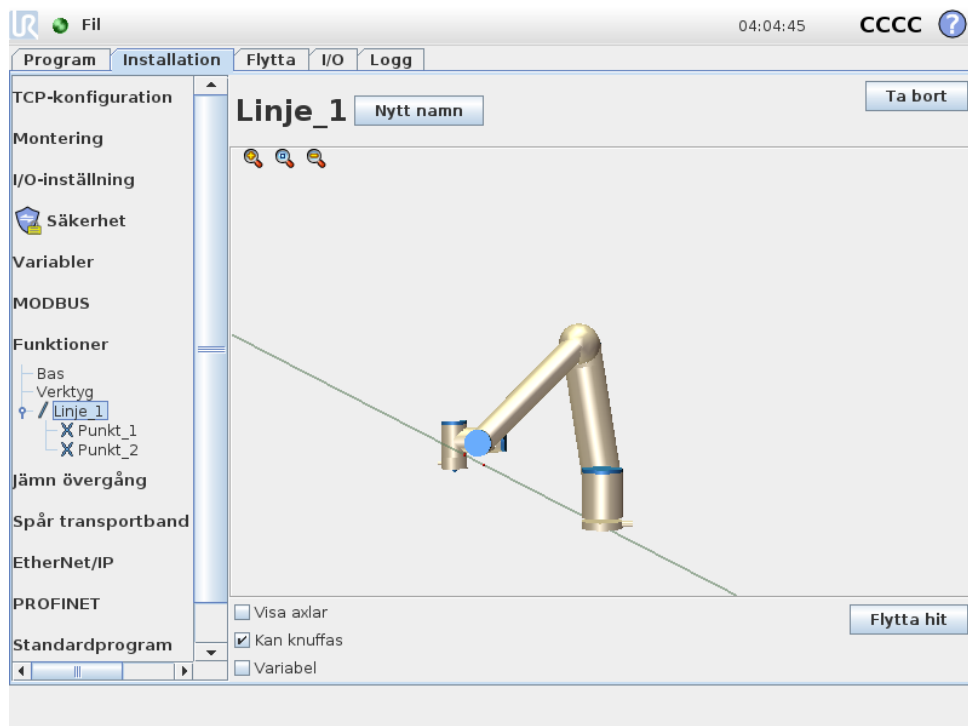 UR Fil 04:04:45 CCCC ?
Program Installation Flytta I/O Logg
TCP-konfiguration
Montering
I/O-inställning
Säkerhet
Variabler
MODBUS
Funktioner
Bas
Verktyg
Linje_1
Punkt_1
Punkt_2
Jämn övergång
Spår transportband
EtherNet/IP
PROFINET
Standardprogram
Linje_1 Nytt namn Ta bort
Visa axlar
Kan knuffas
Variabel
Flytta hit